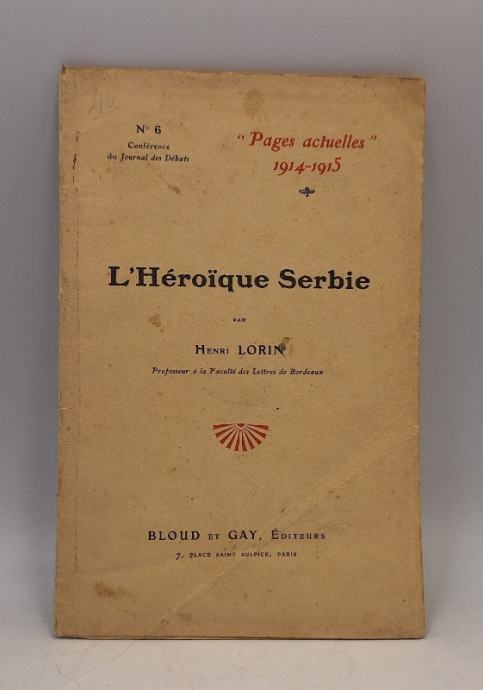 N° 6
Conférence
du Journal des Débats
"Pages actuelles"
1914-1915
L'Héroïque Serbie
PAR
HENRI LORIN
Professeur à la Faculté des Lettres de Bordeaux
BLOUD ET GAY, ÉDITEURS
7, PLACE SAINT SULPICE, PARIS